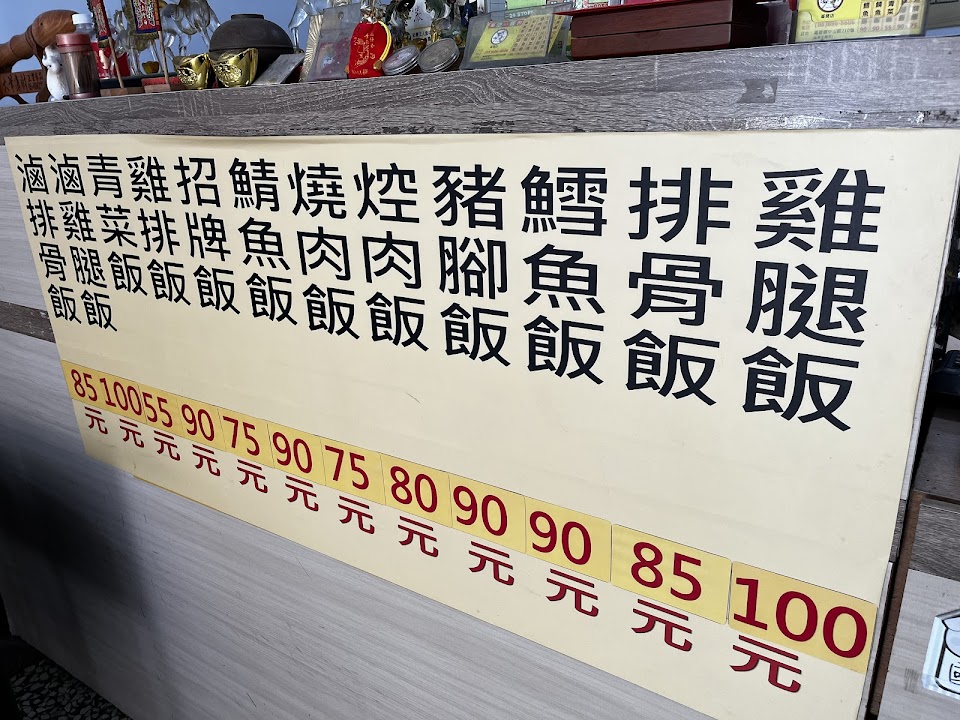 雞腿飯
100元
排骨飯
85元
鱈魚飯
90元
豬腳飯
90元
焢肉飯
80元
燒肉飯
75元
鯖魚飯
90元
招牌飯
75元
雞排飯
90元
青菜飯
55元
滷雞腿飯
100元
滷排骨飯
85元